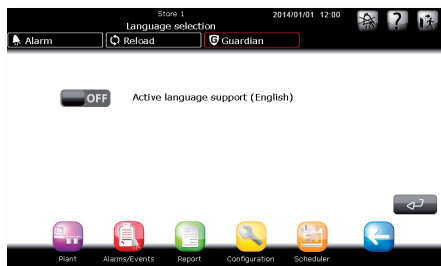 Store 1 2014/01/01 12:00
Language selection
Alarm Reload Guardian
OFF Active language support (English)
Plant Alarms/Events Report Configuration Scheduler